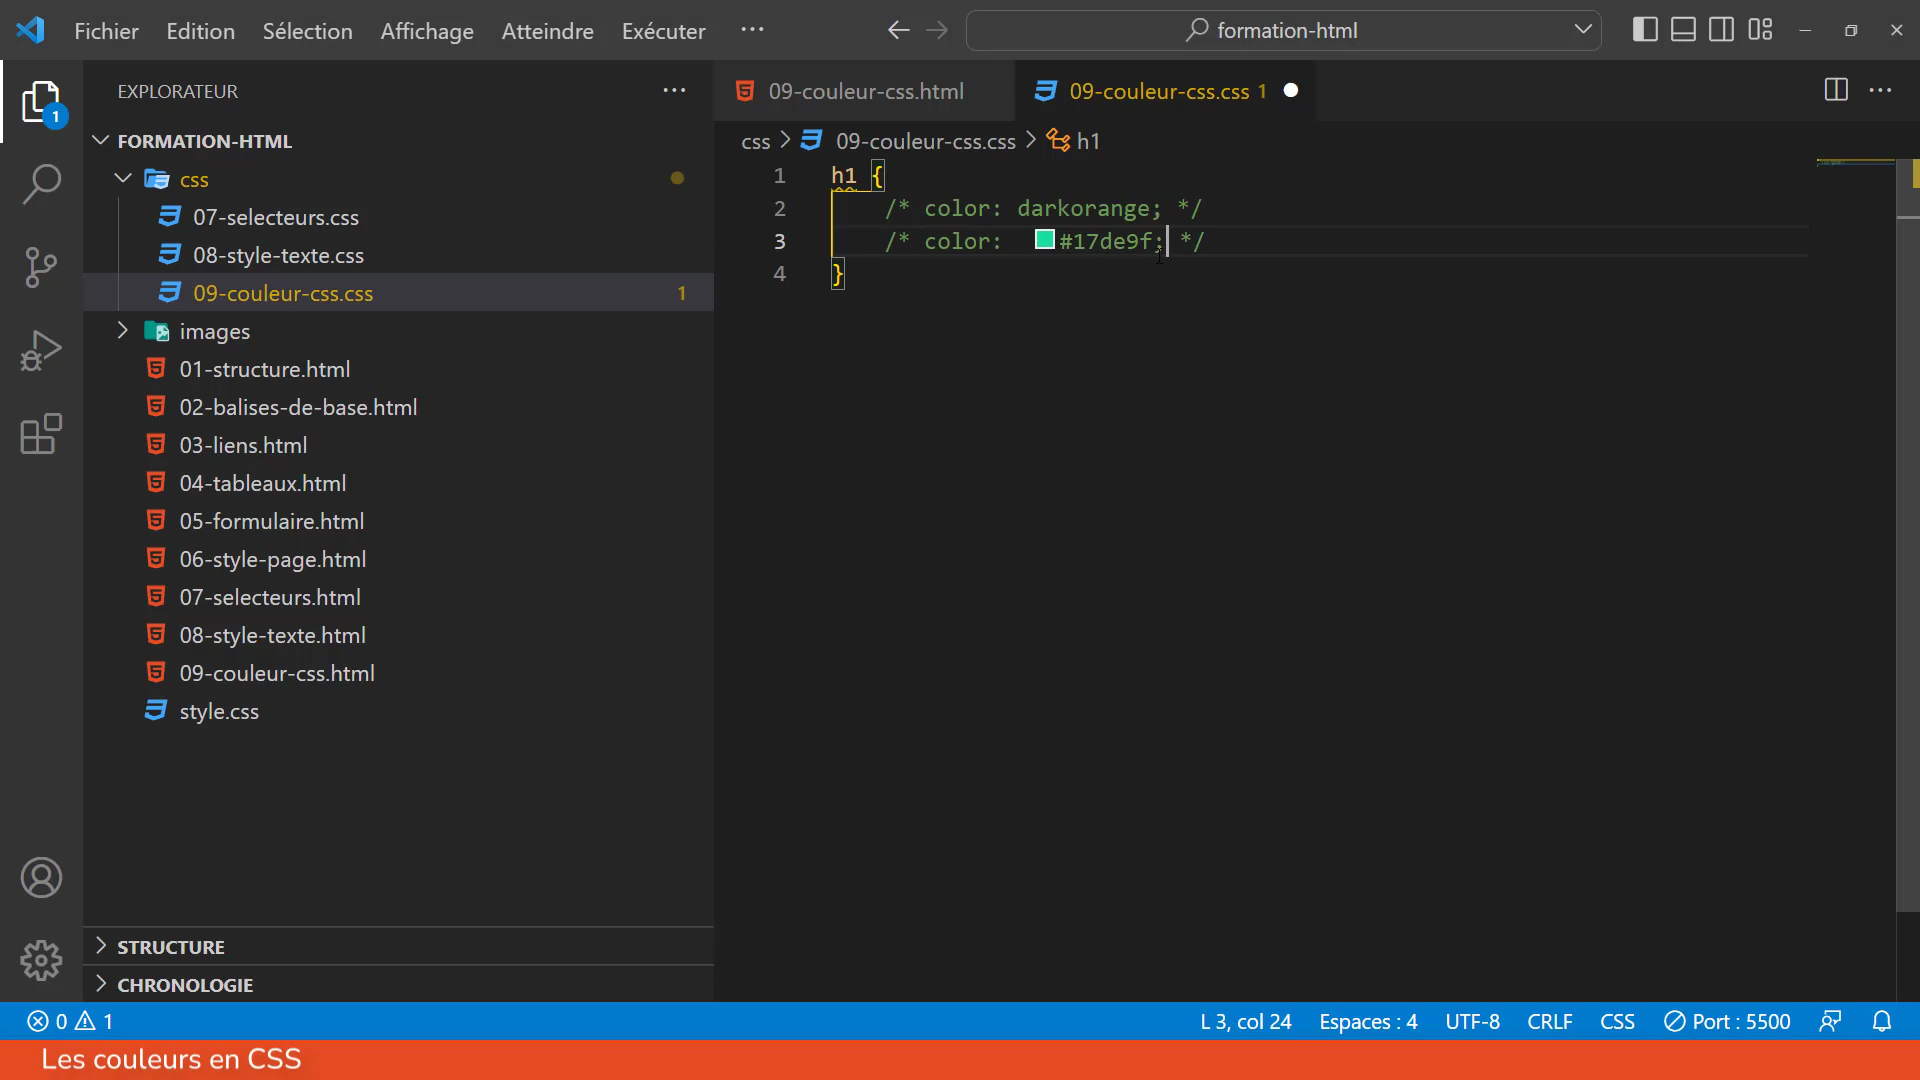 Fichier Edition Sélection Affichage Atteindre Exécuter ··· formation-html
EXPLORATEUR ···
FORMATION-HTML
css
07-selecteurs.css
08-style-texte.css
09-couleur-css.css 1
images
01-structure.html
02-balises-de-base.html
03-liens.html
04-tableaux.html
05-formulaire.html
06-style-page.html
07-selecteurs.html
08-style-texte.html
09-couleur-css.html
style.css
STRUCTURE
CHRONOLOGIE
1
09-couleur-css.html 09-couleur-css.css 1 ···
css > 09-couleur-css.css > h1
1 h1 {
2 /* color: darkorange; */
3 /* color: #17de9f; */
4 }
0 1 L 3, col 24 Espaces : 4 UTF-8 CRLF CSS Port : 5500
Les couleurs en CSS